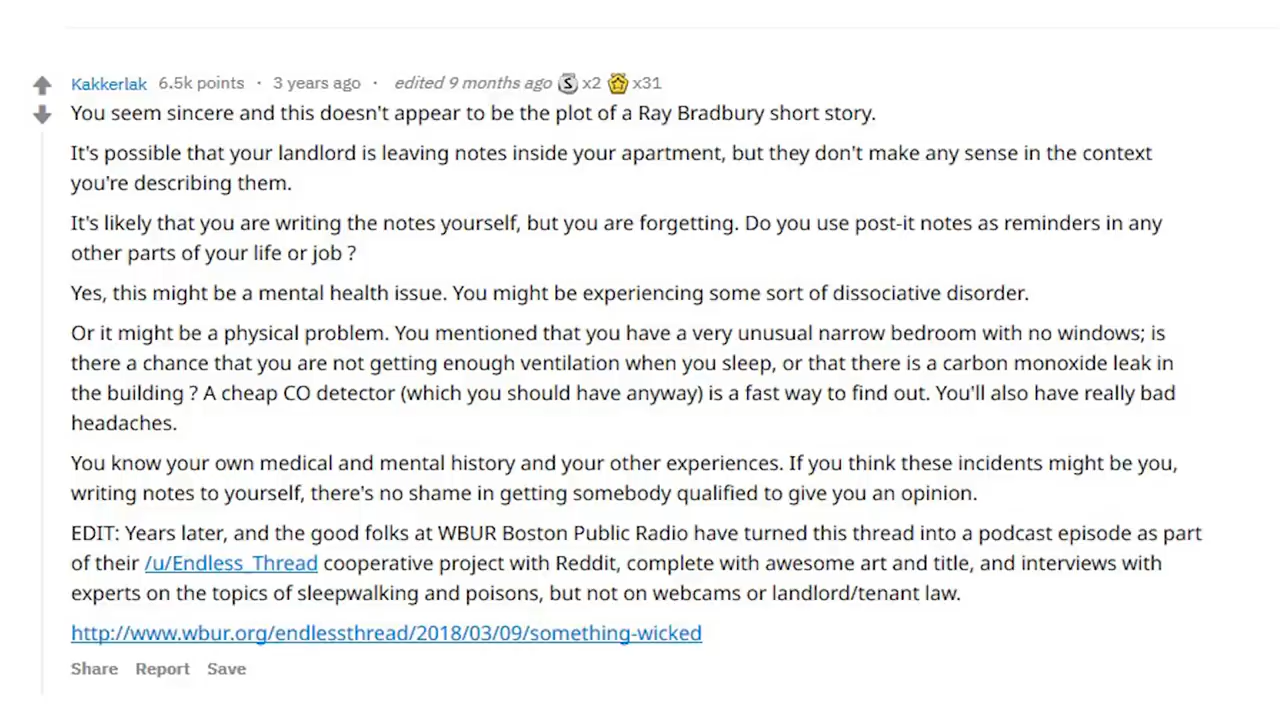 Kakkerlak 6.5k points · 3 years ago · edited 9 months ago S x2 x31
You seem sincere and this doesn't appear to be the plot of a Ray Bradbury short story.
It's possible that your landlord is leaving notes inside your apartment, but they don't make any sense in the context
you're describing them.
It's likely that you are writing the notes yourself, but you are forgetting. Do you use post-it notes as reminders in any
other parts of your life or job ?
Yes, this might be a mental health issue. You might be experiencing some sort of dissociative disorder.
Or it might be a physical problem. You mentioned that you have a very unusual narrow bedroom with no windows; is
there a chance that you are not getting enough ventilation when you sleep, or that there is a carbon monoxide leak in
the building ? A cheap CO detector (which you should have anyway) is a fast way to find out. You'll also have really bad
headaches.
You know your own medical and mental history and your other experiences. If you think these incidents might be you,
writing notes to yourself, there's no shame in getting somebody qualified to give you an opinion.
EDIT: Years later, and the good folks at WBUR Boston Public Radio have turned this thread into a podcast episode as part
of their /u/Endless_Thread cooperative project with Reddit, complete with awesome art and title, and interviews with
experts on the topics of sleepwalking and poisons, but not on webcams or landlord/tenant law.
http://www.wbur.org/endlessthread/2018/03/09/something-wicked
Share Report Save